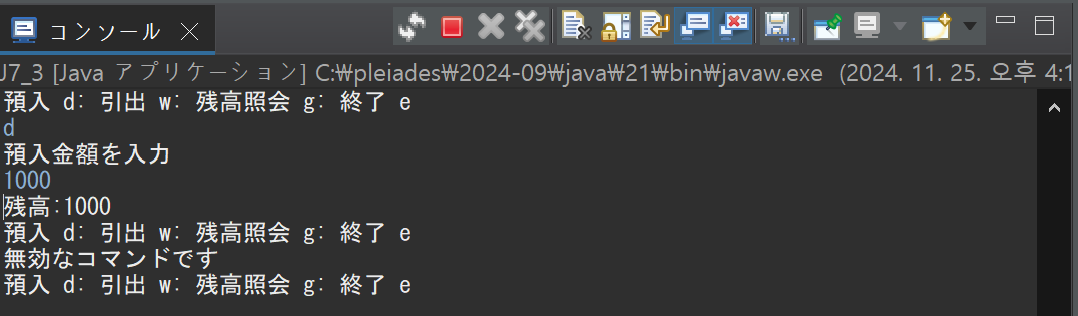 コンソール
J7_3 [Java アプリケーション] C:₩pleiades₩2024-09₩java₩21₩bin₩javaw.exe (2024. 11. 25. 오후 4:1
預入 d: 引出 w: 残高照会 g: 終了 e
d
預入金額を入力
1000
残高:1000
預入 d: 引出 w: 残高照会 g: 終了 e
無効なコマンドです
預入 d: 引出 w: 残高照会 g: 終了 e